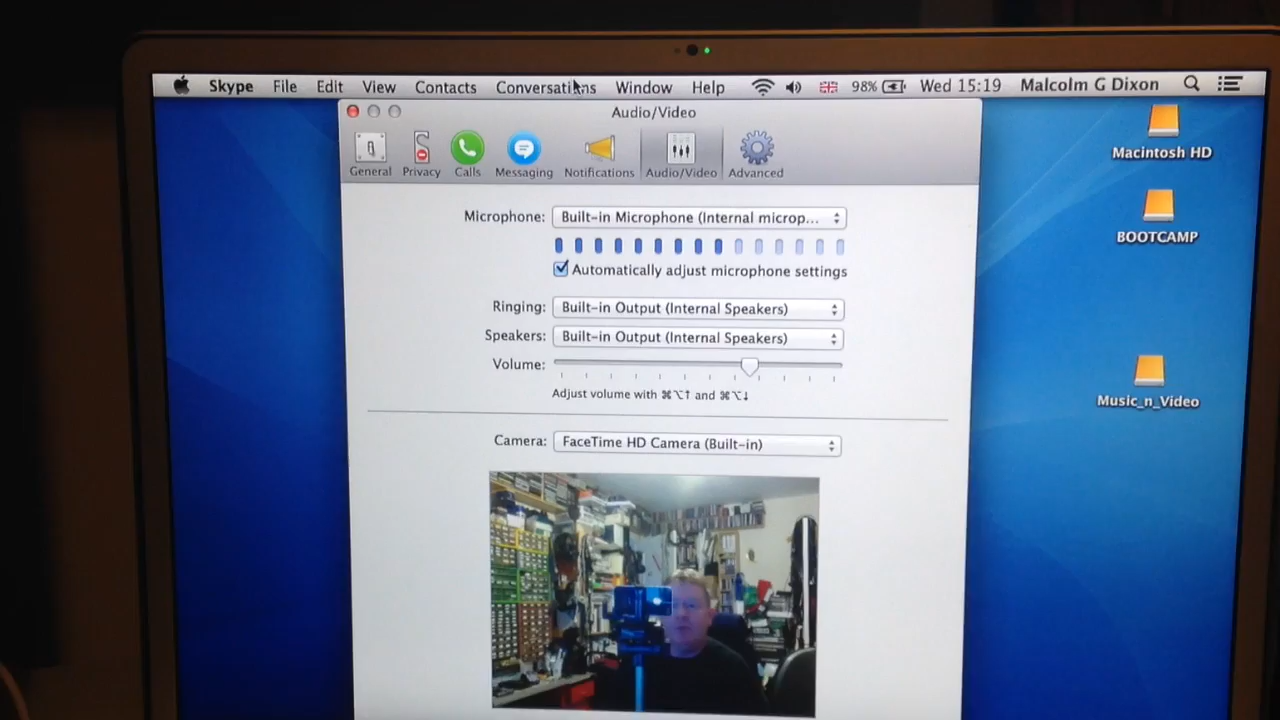 Skype File Edit View Contacts Conversations Window Help 98% Wed 15:19 Malcolm G Dixon
Audio/Video
General Privacy Calls Messaging Notifications Audio/Video Advanced
Macintosh HD
BOOTCAMP
Music_n_Video
Microphone: Built-in Microphone (Internal microp...
Automatically adjust microphone settings
Ringing: Built-in Output (Internal Speakers)
Speakers: Built-in Output (Internal Speakers)
Volume:
Adjust volume with ⌘⌥↑ and ⌘⌥↓
Camera: FaceTime HD Camera (Built-in)